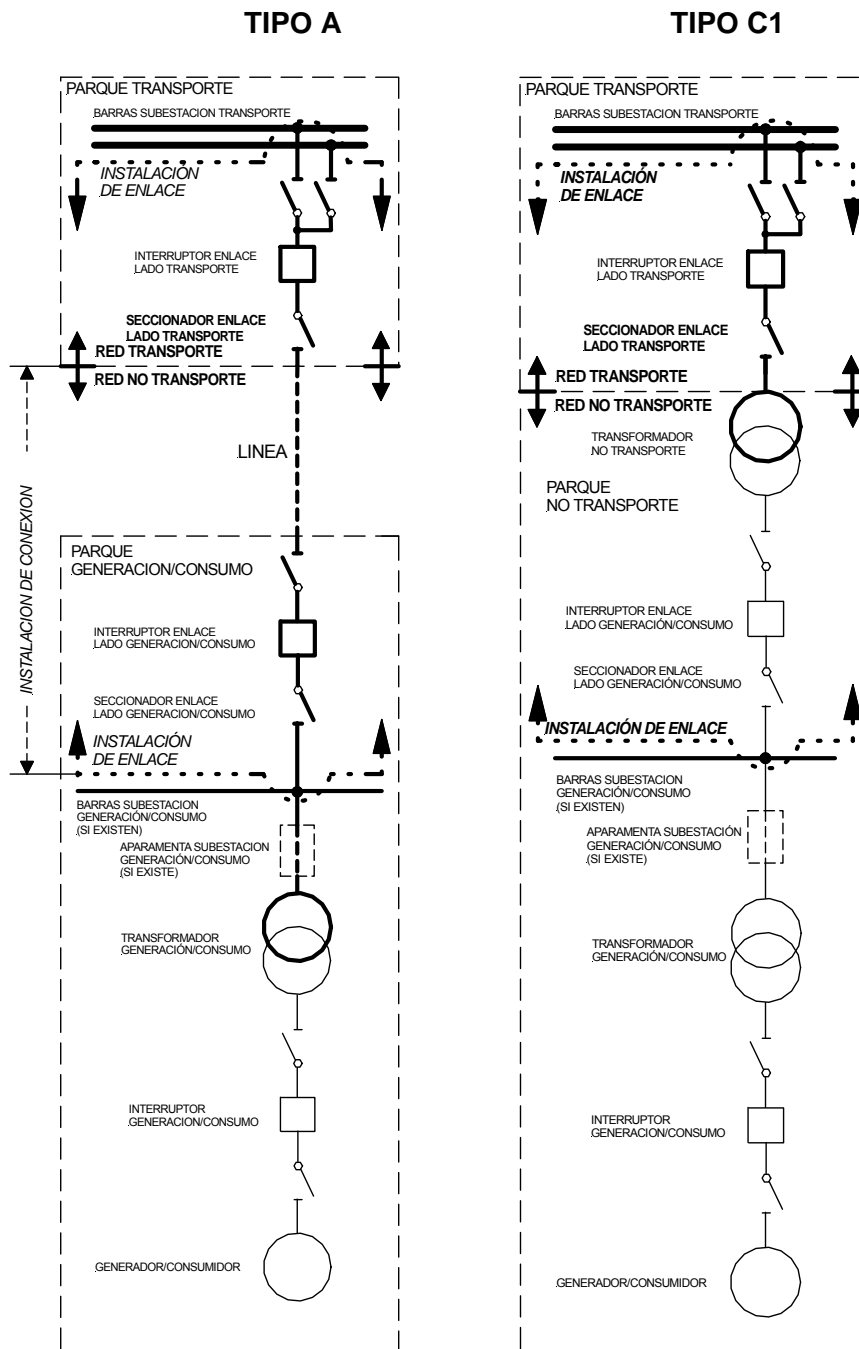 TIPO A
PARQUE TRANSPORTE
BARRAS SUBESTACION TRANSPORTE
INSTALACIÓN
DE ENLACE
INTERRUPTOR ENLACE
LADO TRANSPORTE
SECCIONADOR ENLACE
LADO TRANSPORTE
RED TRANSPORTE
RED NO TRANSPORTE
INSTALACION DE CONEXION
LINEA
PARQUE
GENERACION/CONSUMO
INTERRUPTOR ENLACE
LADO GENERACION/CONSUMO
SECCIONADOR ENLACE
LADO GENERACIÓN/CONSUMO
INSTALACIÓN
DE ENLACE
BARRAS SUBESTACION
GENERACIÓN/CONSUMO
(SI EXISTEN)
APARAMENTA SUBESTACION
GENERACIÓN/CONSUMO
(SI EXISTE)
TRANSFORMADOR
GENERACIÓN/CONSUMO
INTERRUPTOR
GENERACION/CONSUMO
GENERADOR/CONSUMIDOR
TIPO C1
PARQUE TRANSPORTE
BARRAS SUBESTACION TRANSPORTE
INSTALACIÓN
DE ENLACE
INTERRUPTOR ENLACE
LADO TRANSPORTE
SECCIONADOR ENLACE
LADO TRANSPORTE
RED TRANSPORTE
RED NO TRANSPORTE
TRANSFORMADOR
NO TRANSPORTE
PARQUE
NO TRANSPORTE
INTERRUPTOR ENLACE
LADO GENERACIÓN/CONSUMO
SECCIONADOR ENLACE
LADO GENERACIÓN/CONSUMO
INSTALACIÓN DE ENLACE
BARRAS SUBESTACION
GENERACIÓN/CONSUMO
(SI EXISTEN)
APARAMENTA SUBESTACIÓN
GENERACIÓN/CONSUMO
(SI EXISTE)
TRANSFORMADOR
GENERACIÓN/CONSUMO
INTERRUPTOR
GENERACION/CONSUMO
GENERADOR/CONSUMIDOR